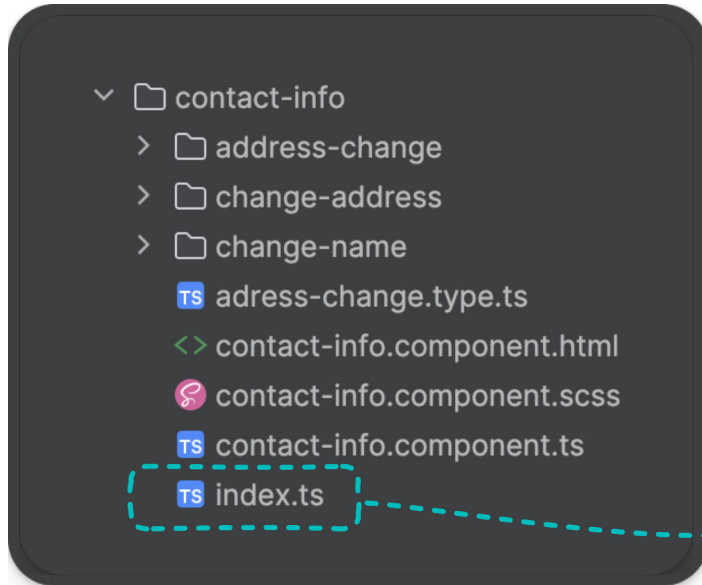 contact-info
address-change
change-address
change-name
TS adress-change.type.ts
<> contact-info.component.html
contact-info.component.scss
TS contact-info.component.ts
TS index.ts